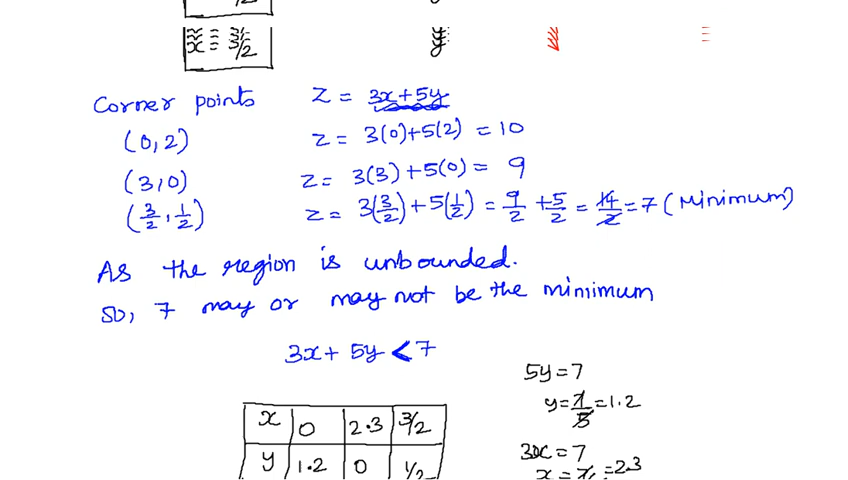 x = 3/2
y
Corner points z = 3x+5y
(0,2) z = 3(0)+5(2) = 10
(3,0) z = 3(3)+5(0) = 9
(3/2, 1/2) z = 3(3/2)+5(1/2) = 9/2 + 5/2 = 14/2 = 7 (Minimum)
As the region is unbounded.
So, 7 may or may not be the minimum
3x + 5y < 7
5y = 7
y = 7/5 = 1.2
x 0 2.3 3/2
3x = 7
y 1.2 0 1/2